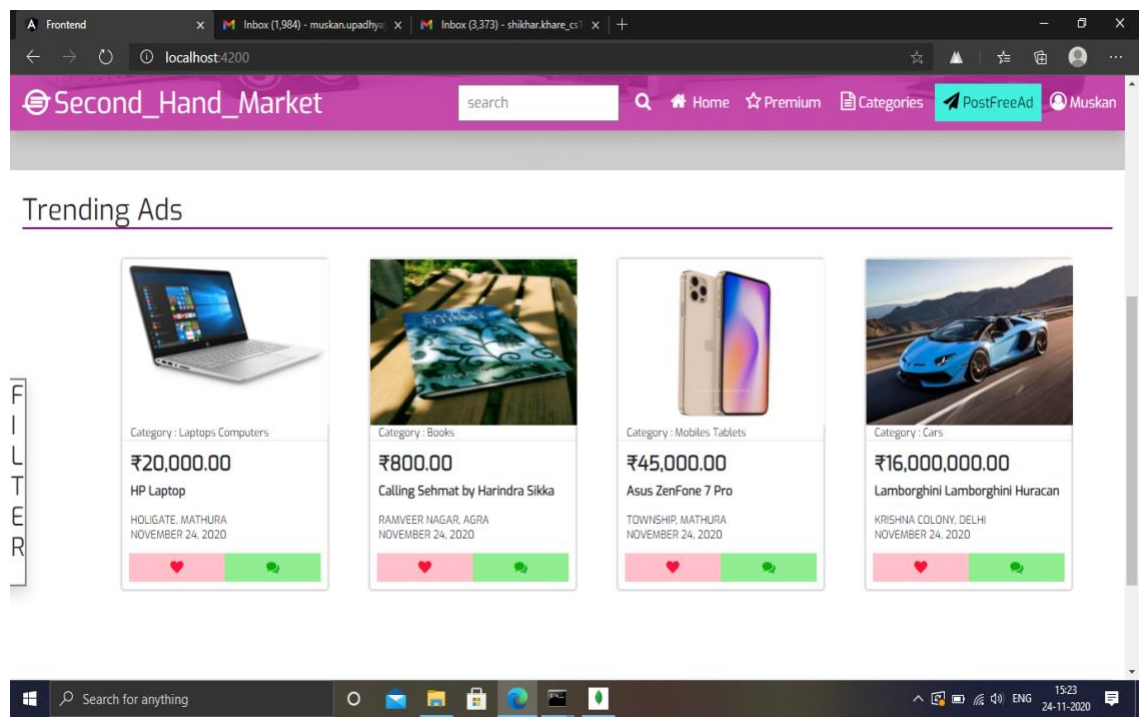 Frontend
Inbox (1,984) - muskan.upadhya
Inbox (3,373) - shikhar.khare_cs1
localhost:4200
Second_Hand_Market
search
Home
Premium
Categories
PostFreeAd
Muskan
Trending Ads
FILTER
Category : Laptops Computers
₹20,000.00
HP Laptop
HOLIGATE, MATHURA
NOVEMBER 24, 2020
Category : Books
₹800.00
Calling Sehmat by Harindra Sikka
RAMVEER NAGAR, AGRA
NOVEMBER 24, 2020
Category : Mobiles Tablets
₹45,000.00
Asus ZenFone 7 Pro
TOWNSHIP, MATHURA
NOVEMBER 24, 2020
Category : Cars
₹16,000,000.00
Lamborghini Lamborghini Huracan
KRISHNA COLONY, DELHI
NOVEMBER 24, 2020
Search for anything
ENG
15:23
24-11-2020